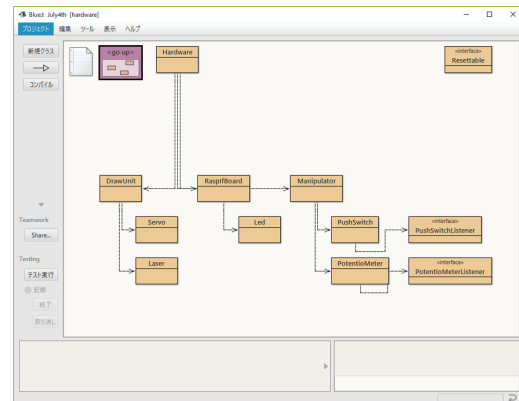 BlueJ: July4th [hardware]
プロジェクト 編集 ツール 表示 ヘルプ
新規クラス
コンパイル
Teamwork
Share...
Testing
テスト実行
記録
終了
取り消し
<<go up>>
Hardware
<<interface>>
Resettable
DrawUnit
RaspIfBoard
Manipulator
Servo
Led
PushSwitch
<<interface>>
PushSwitchListener
Laser
PotentioMeter
<<interface>>
PotentioMeterListener